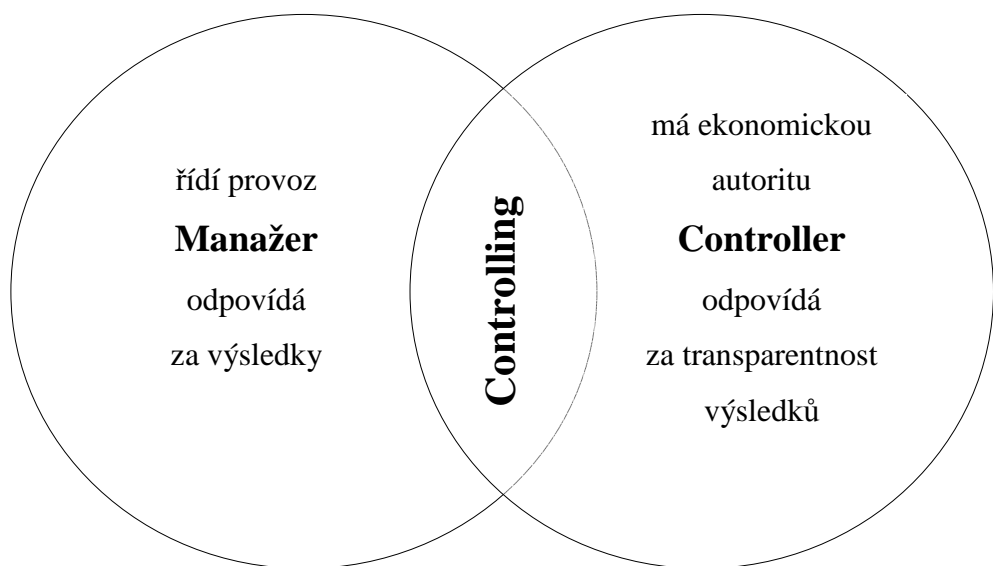 řídí provoz
Manažer
odpovídá
za výsledky
Controlling
má ekonomickou
autoritu
Controller
odpovídá
za transparentnost
výsledků